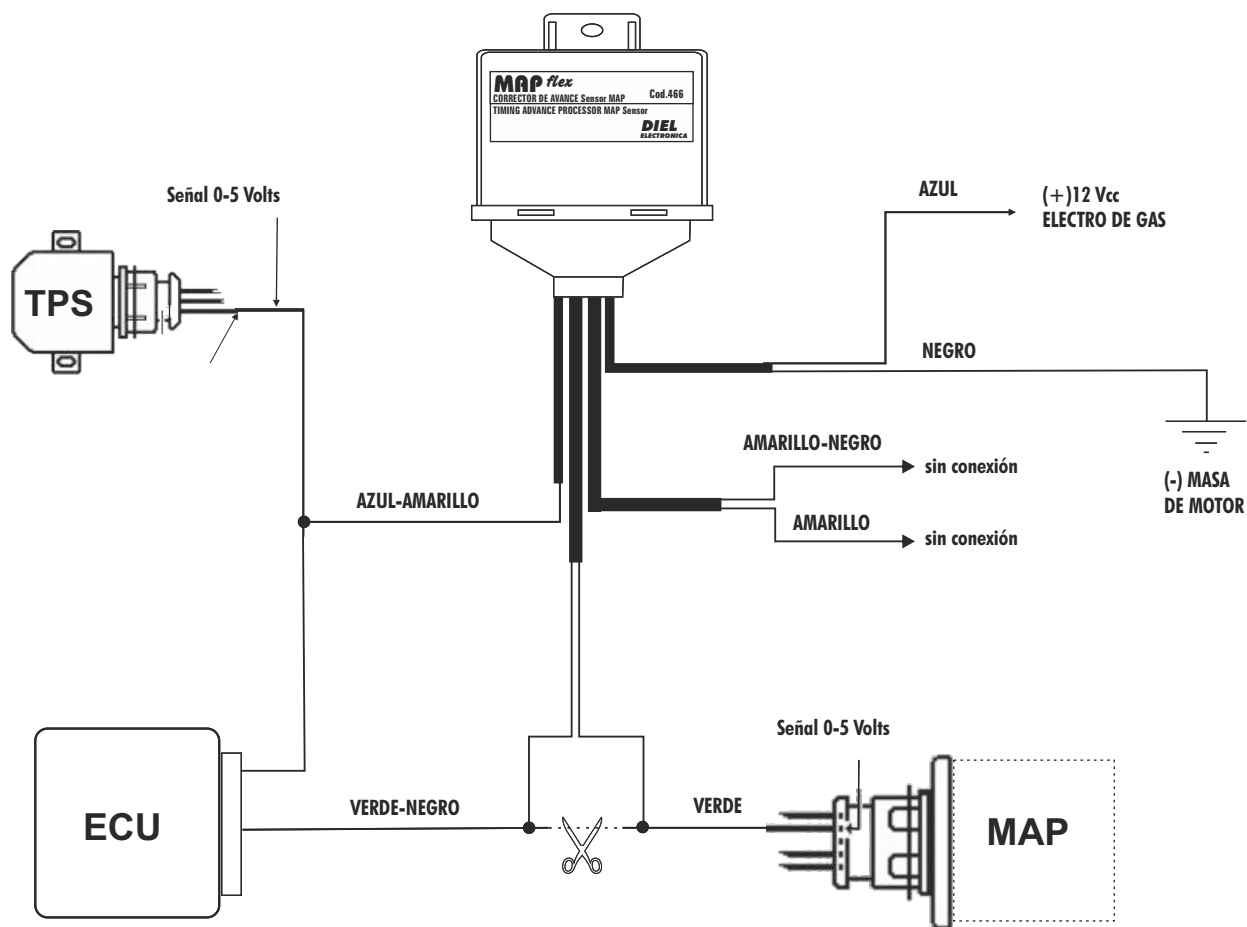 MAP flex
Cod.466
CORRECTOR DE AVANCE Sensor MAP
TIMING ADVANCE PROCESSOR MAP Sensor
DIEL
ELECTRONICA
Señal 0-5 Volts
TPS
AZUL
(+)12 Vcc
ELECTRO DE GAS
NEGRO
(-) MASA
DE MOTOR
AMARILLO-NEGRO
sin conexión
AZUL-AMARILLO
AMARILLO
sin conexión
Señal 0-5 Volts
ECU
VERDE-NEGRO
VERDE
MAP